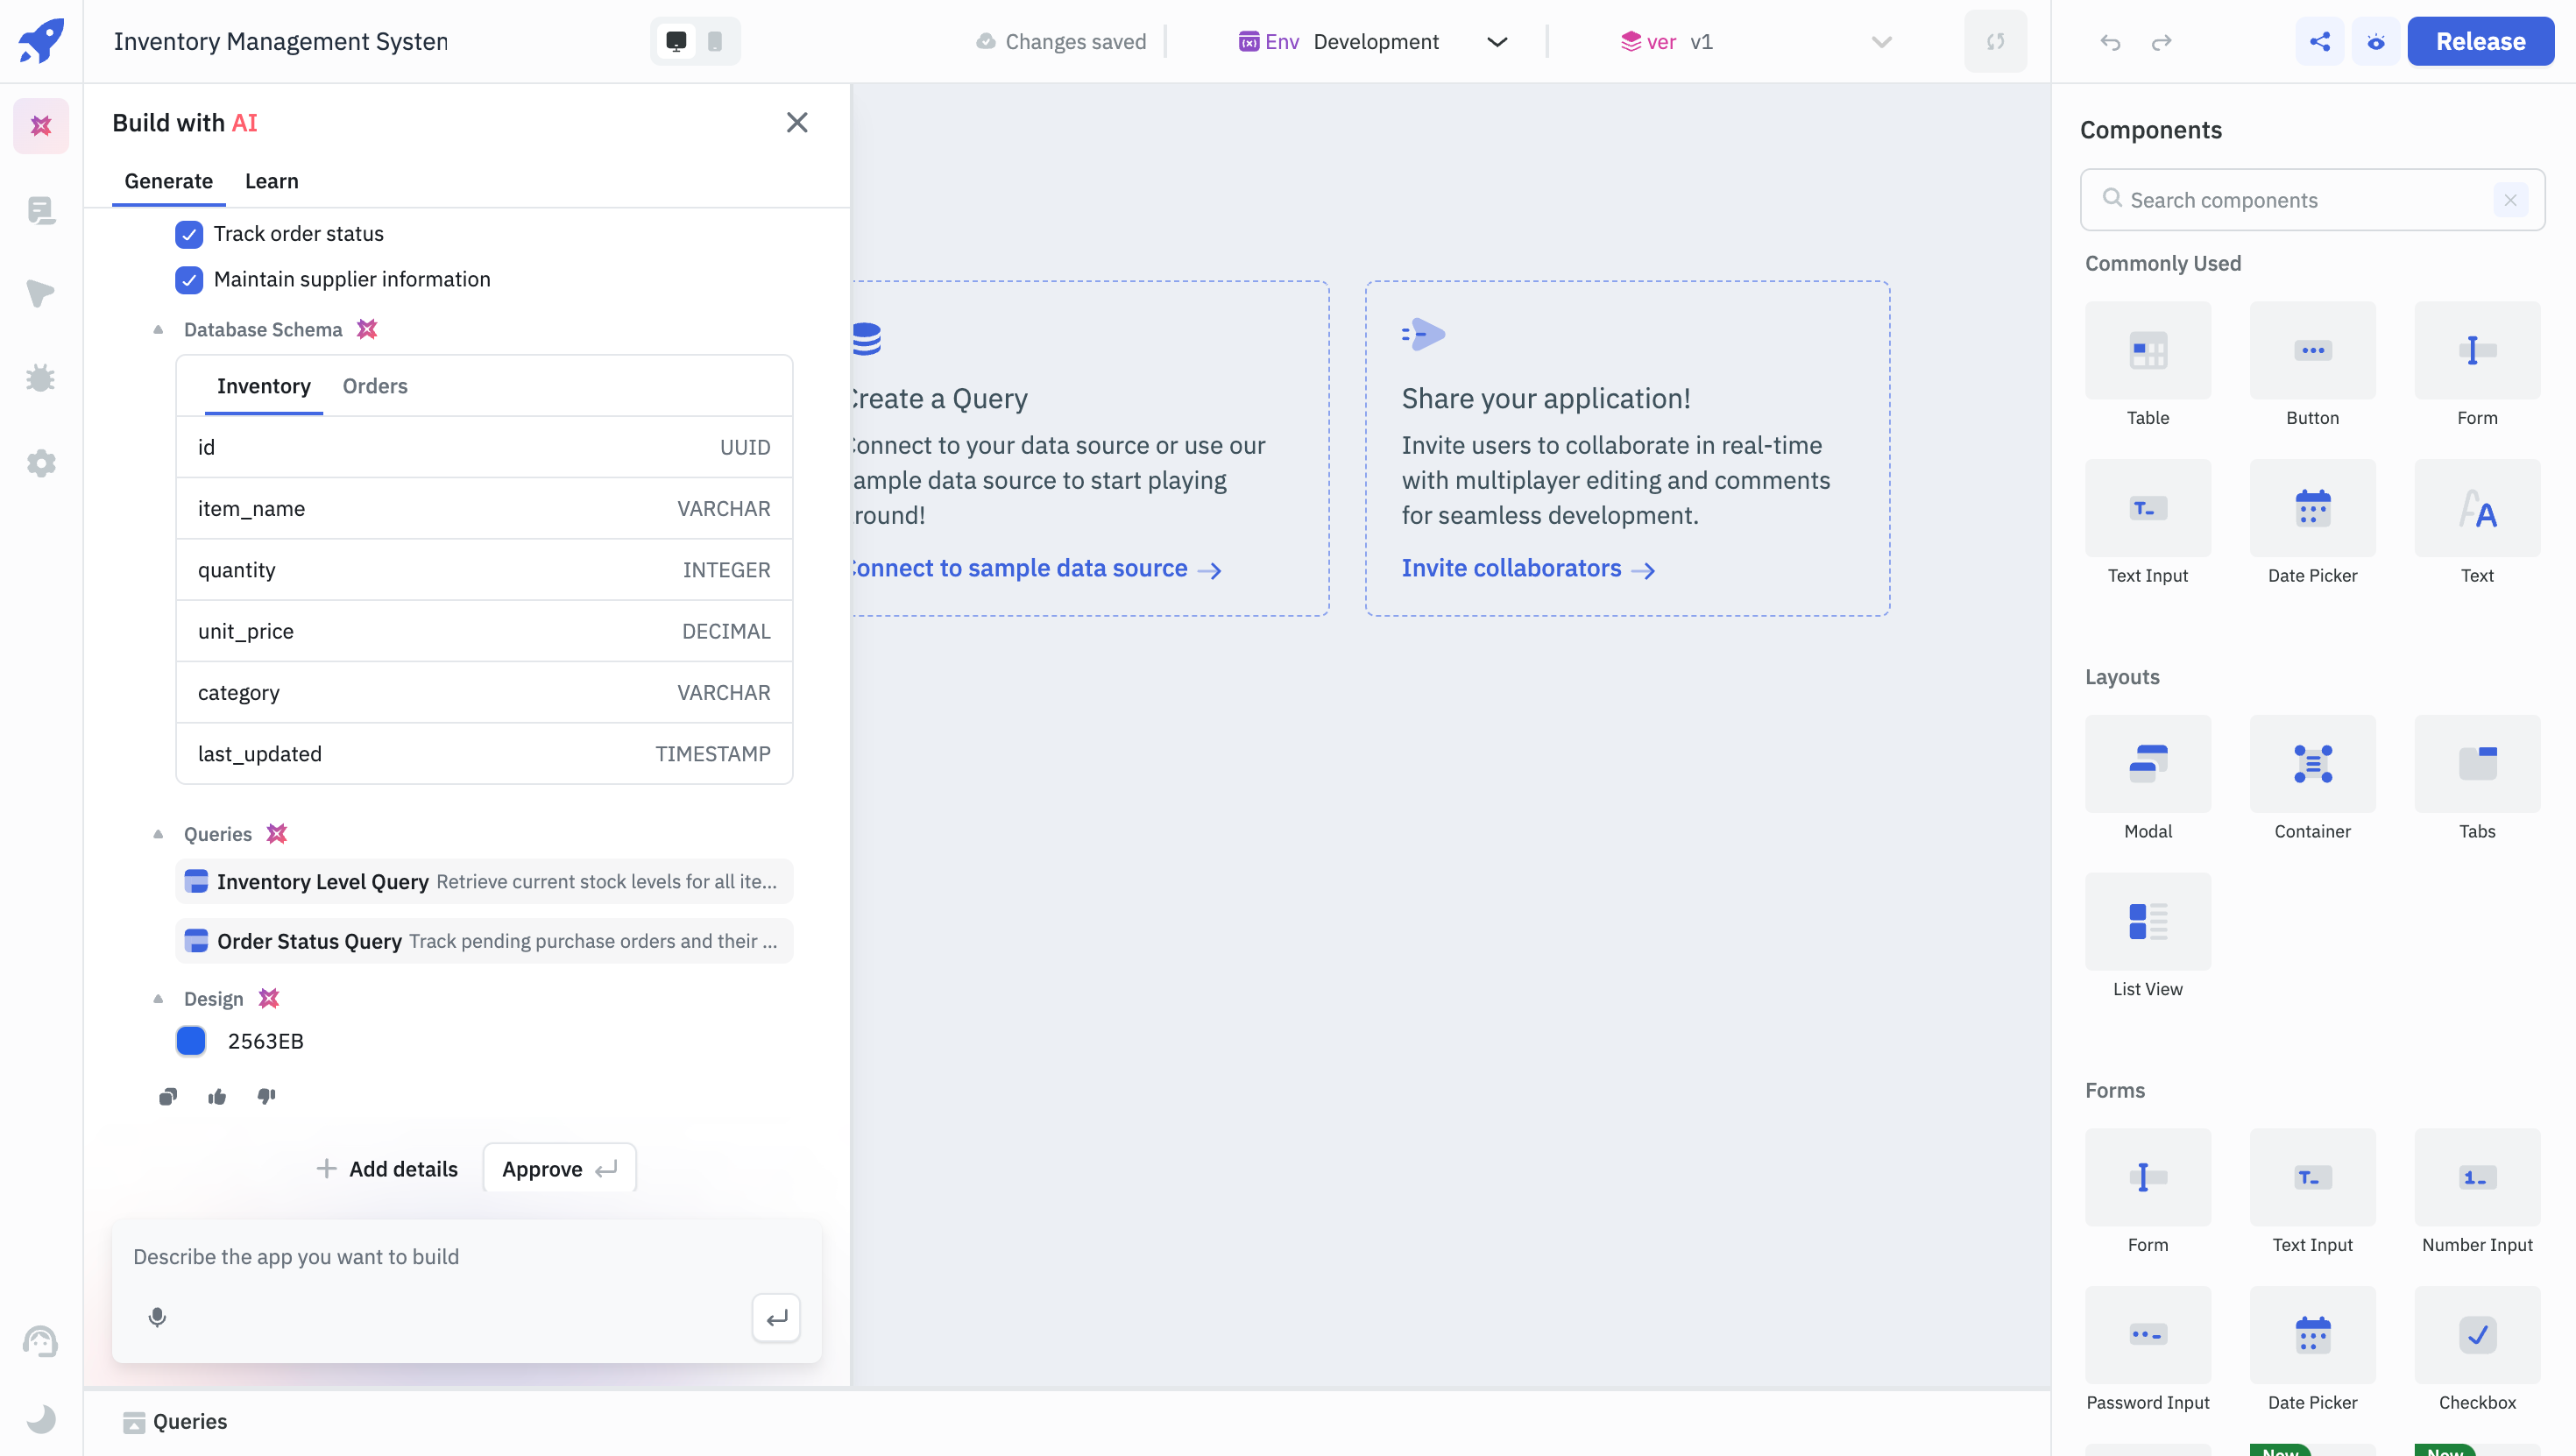 Inventory Management Systen
Changes saved
Env Development
ver v1
Release
Build with AI
Generate Learn
Track order status
Maintain supplier information
Database Schema
Inventory Orders
id UUID
item_name VARCHAR
quantity INTEGER
unit_price DECIMAL
category VARCHAR
last_updated TIMESTAMP
Queries
Inventory Level Query Retrieve current stock levels for all ite...
Order Status Query Track pending purchase orders and their ...
Design
2563EB
Add details Approve
Describe the app you want to build
Queries
Create a Query
Connect to your data source or use our
sample data source to start playing
around!
Connect to sample data source
Share your application!
Invite users to collaborate in real-time
with multiplayer editing and comments
for seamless development.
Invite collaborators
Components
Search components
Commonly Used
Table Button Form
Text Input Date Picker Text
Layouts
Modal Container Tabs
List View
Forms
Form Text Input Number Input
Password Input Date Picker Checkbox
New New